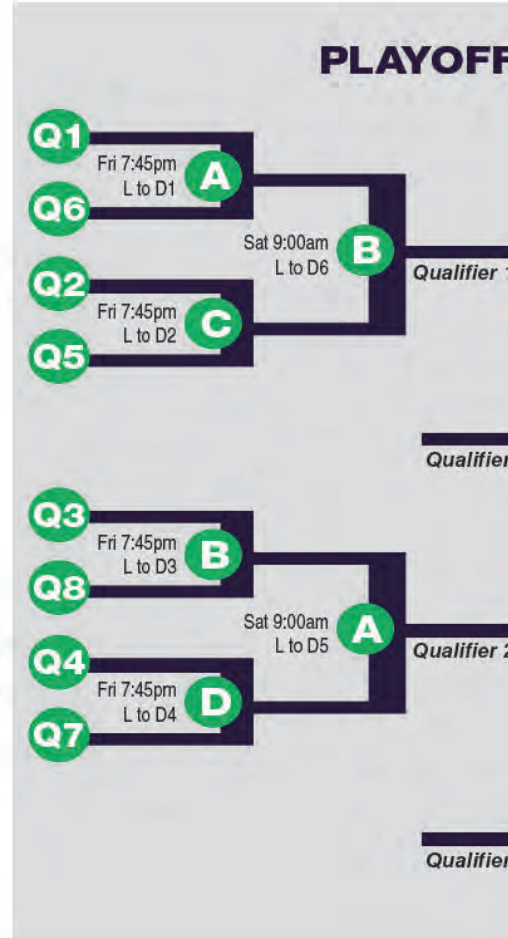 PLAYOFF
Q1
Fri 7:45pm
L to D1
A
Q6
Sat 9:00am
L to D6
B
Qualifier 1
Q2
Fri 7:45pm
L to D2
C
Q5
Qualifier
Q3
Fri 7:45pm
L to D3
B
Q8
Sat 9:00am
L to D5
A
Qualifier 2
Q4
Fri 7:45pm
L to D4
D
Q7
Qualifier